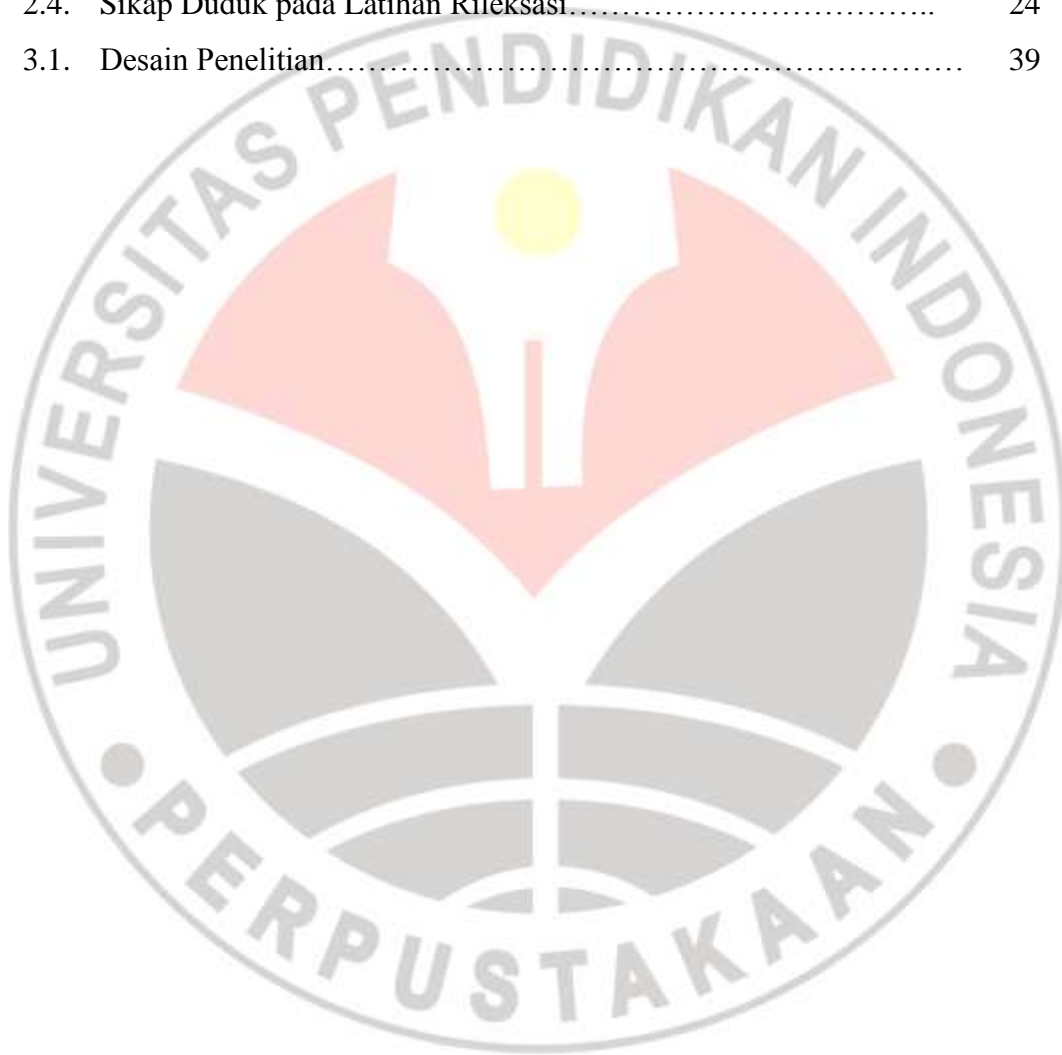 2.4. Sikap Duduk pada Latihan Rileksasi……………………………….. 24
3.1. Desain Penelitian………………………………………………………… 39
UNIVERSITAS PENDIDIKAN INDONESIA
• PERPUSTAKAAN •